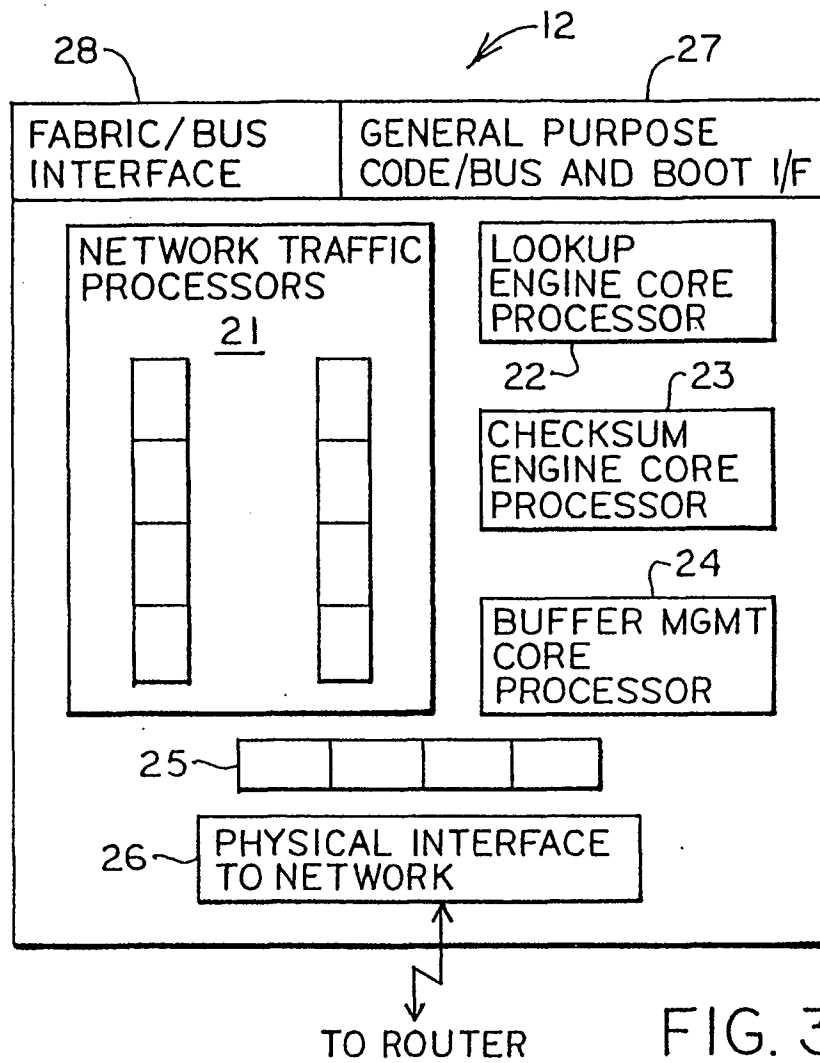 12
28
27
FABRIC/BUS
INTERFACE
GENERAL PURPOSE
CODE/BUS AND BOOT I/F
NETWORK TRAFFIC
PROCESSORS
21
LOOKUP
ENGINE CORE
PROCESSOR
22
23
CHECKSUM
ENGINE CORE
PROCESSOR
24
BUFFER MGMT
CORE
PROCESSOR
25
26
PHYSICAL INTERFACE
TO NETWORK
TO ROUTER
FIG. 3